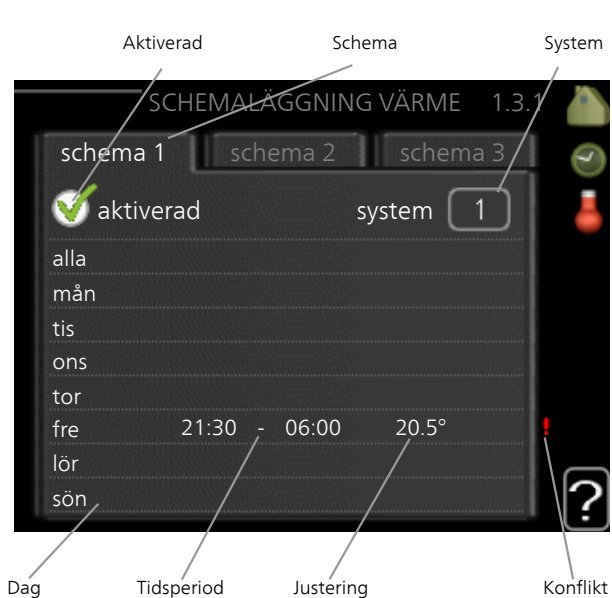 Aktiverad Schema System
SCHEMALÄGGNING VÄRME 1.3.1
schema 1 schema 2 schema 3
aktiverad system 1
alla
mån
tis
ons
tor
fre 21:30 - 06:00 20.5° !
lör
sön
?
Dag Tidsperiod Justering Konflikt